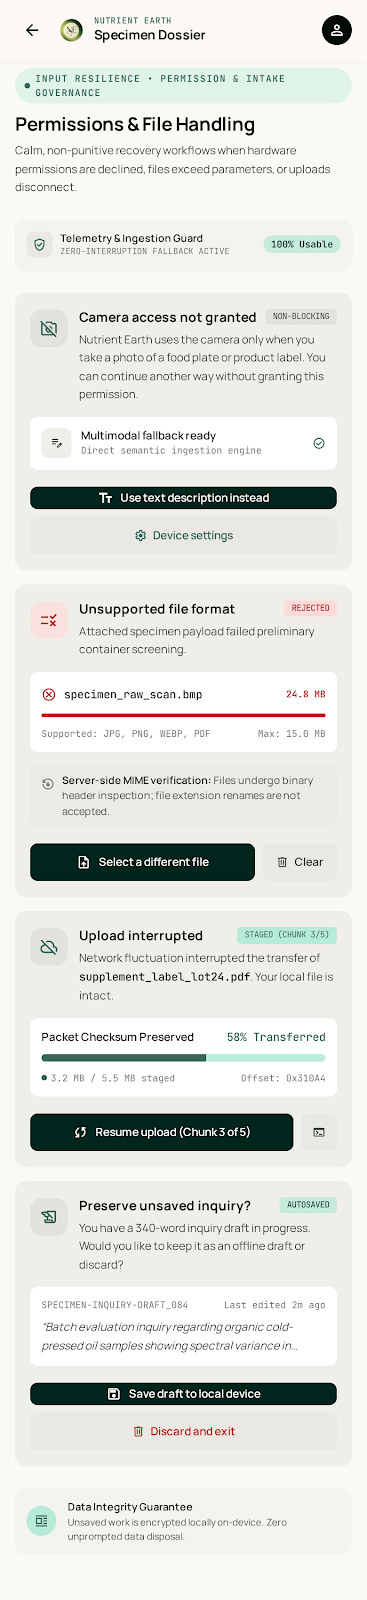 NUTRIENT EARTH
Specimen Dossier
INPUT RESILIENCE • PERMISSION & INTAKE
GOVERNANCE
Permissions & File Handling
Calm, non-punitive recovery workflows when hardware
permissions are declined, files exceed parameters, or uploads
disconnect.
Telemetry & Ingestion Guard
ZERO-INTERRUPTION FALLBACK ACTIVE
100% Usable
Camera access not granted
NON-BLOCKING
Nutrient Earth uses the camera only when you
take a photo of a food plate or product label. You
can continue another way without granting this
permission.
Multimodal fallback ready
Direct semantic ingestion engine
Use text description instead
Device settings
Unsupported file format
REJECTED
Attached specimen payload failed preliminary
container screening.
specimen_raw_scan.bmp
24.8 MB
Supported: JPG, PNG, WEBP, PDF
Max: 15.0 MB
Server-side MIME verification: Files undergo binary
header inspection; file extension renames are not
accepted.
Select a different file
Clear
Upload interrupted
STAGED (CHUNK 3/5)
Network fluctuation interrupted the transfer of
supplement_label_lot24.pdf. Your local file is
intact.
Packet Checksum Preserved
58% Transferred
3.2 MB / 5.5 MB staged
Offset: 0x310A4
Resume upload (Chunk 3 of 5)
Preserve unsaved inquiry?
AUTOSAVED
You have a 340-word inquiry draft in progress.
Would you like to keep it as an offline draft or
discard?
SPECIMEN-INQUIRY-DRAFT_084
Last edited 2m ago
"Batch evaluation inquiry regarding organic cold-
pressed oil samples showing spectral variance in...
Save draft to local device
Discard and exit
Data Integrity Guarantee
Unsaved work is encrypted locally on-device. Zero
unprompted data disposal.